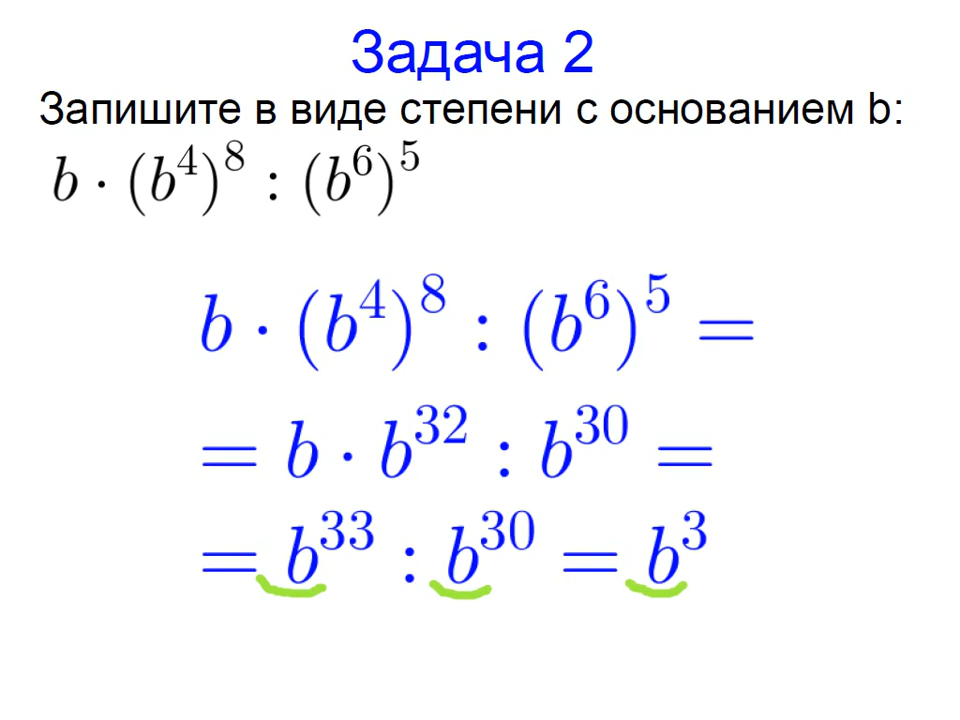 Задача 2
Запишите в виде степени с основанием b:
b · (b⁴)⁸ : (b⁶)⁵
b · (b⁴)⁸ : (b⁶)⁵ =
= b · b³² : b³⁰ =
= b³³ : b³⁰ = b³